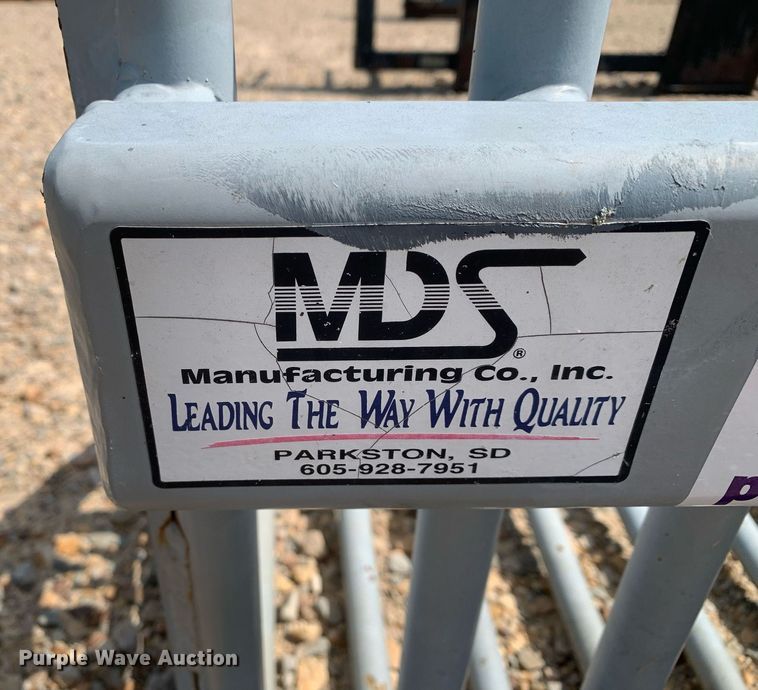 MDS®
Manufacturing Co., Inc.
LEADING THE WAY WITH QUALITY
PARKSTON, SD
605-928-7951
Purple Wave Auction